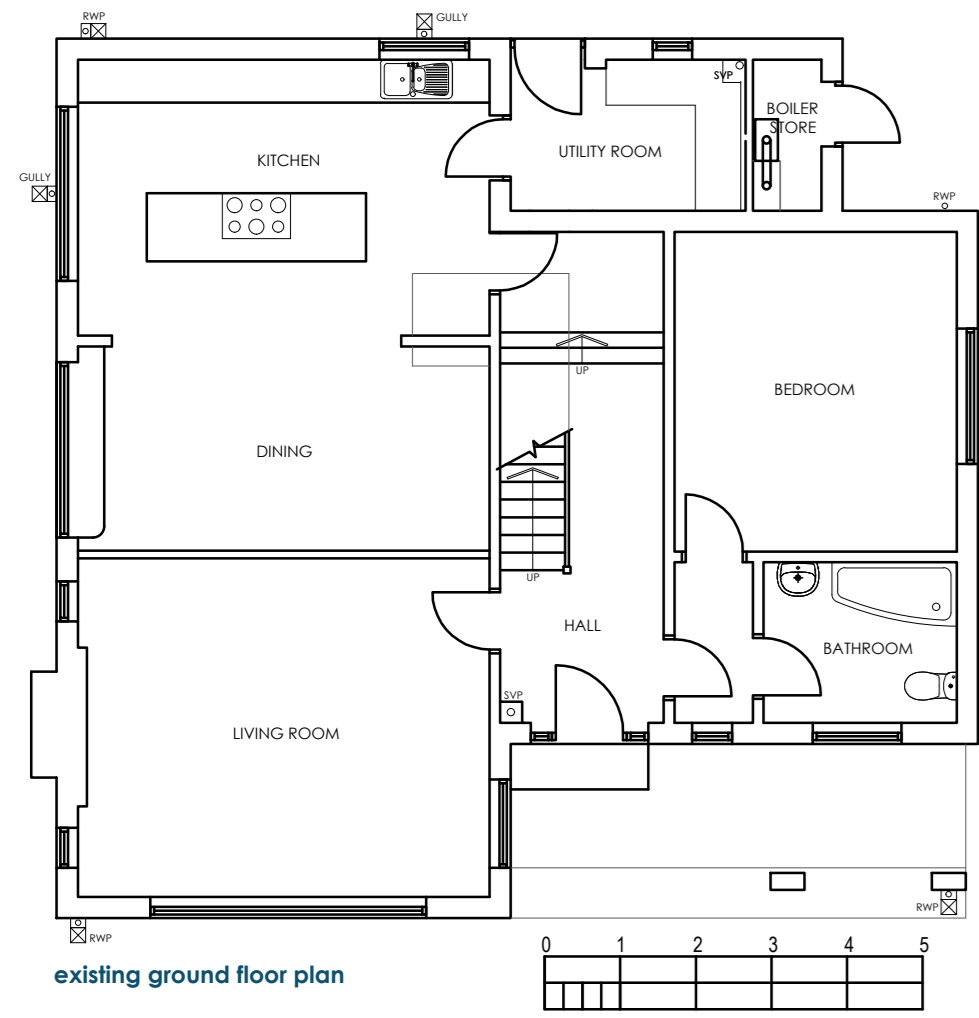 RWP
GULLY
SVP
BOILER
STORE
KITCHEN
UTILITY ROOM
GULLY
RWP
UP
BEDROOM
DINING
UP
HALL
BATHROOM
SVP
LIVING ROOM
RWP
RWP
existing ground floor plan
0 1 2 3 4 5